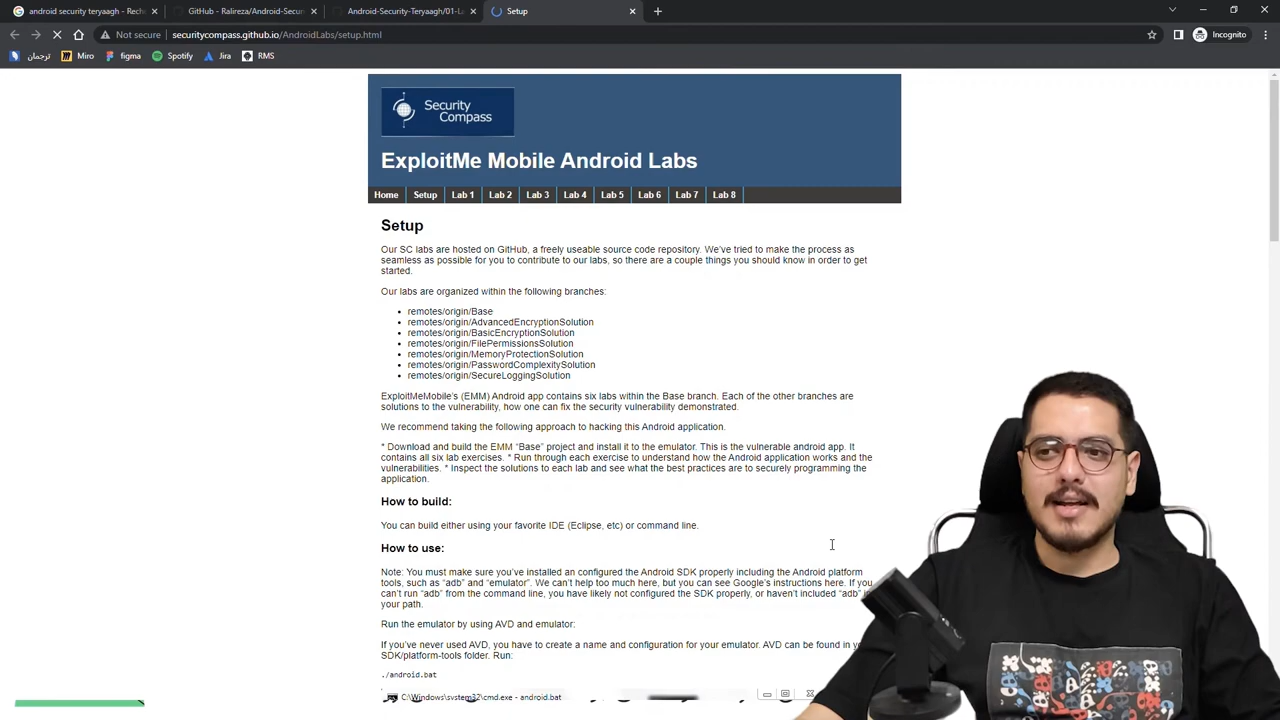 android security teryaagh - Rech
GitHub - Ralireza/Android-Secur
Android-Security-Teryaagh/01-L
Setup
Not secure
securitycompass.github.io/AndroidLabs/setup.html
Incognito
ترجمان
Miro
figma
Spotify
Jira
RMS
Security
Compass
ExploitMe Mobile Android Labs
Home Setup Lab 1 Lab 2 Lab 3 Lab 4 Lab 5 Lab 6 Lab 7 Lab 8
Setup
Our SC labs are hosted on GitHub, a freely useable source code repository. We've tried to make the process as
seamless as possible for you to contribute to our labs, so there are a couple things you should know in order to get
started.
Our labs are organized within the following branches:
• remotes/origin/Base
• remotes/origin/AdvancedEncryptionSolution
• remotes/origin/BasicEncryptionSolution
• remotes/origin/FilePermissionsSolution
• remotes/origin/MemoryProtectionSolution
• remotes/origin/PasswordComplexitySolution
• remotes/origin/SecureLoggingSolution
ExploitMeMobile's (EMM) Android app contains six labs within the Base branch. Each of the other branches are
solutions to the vulnerability, how one can fix the security vulnerability demonstrated.
We recommend taking the following approach to hacking this Android application.
* Download and build the EMM "Base" project and install it to the emulator. This is the vulnerable android app. It
contains all six lab exercises. * Run through each exercise to understand how the Android application works and the
vulnerabilities. * Inspect the solutions to each lab and see what the best practices are to securely programming the
application.
How to build:
You can build either using your favorite IDE (Eclipse, etc) or command line.
How to use:
Note: You must make sure you've installed an configured the Android SDK properly including the Android platform
tools, such as "adb" and "emulator". We can't help too much here, but you can see Google's instructions here. If you
can't run "adb" from the command line, you have likely not configured the SDK properly, or haven't included "adb"
your path.
Run the emulator by using AVD and emulator:
If you've never used AVD, you have to create a name and configuration for your emulator. AVD can be found in
SDK/platform-tools folder. Run:
./android.bat
C:\Windows\system32\cmd.exe - android.bat